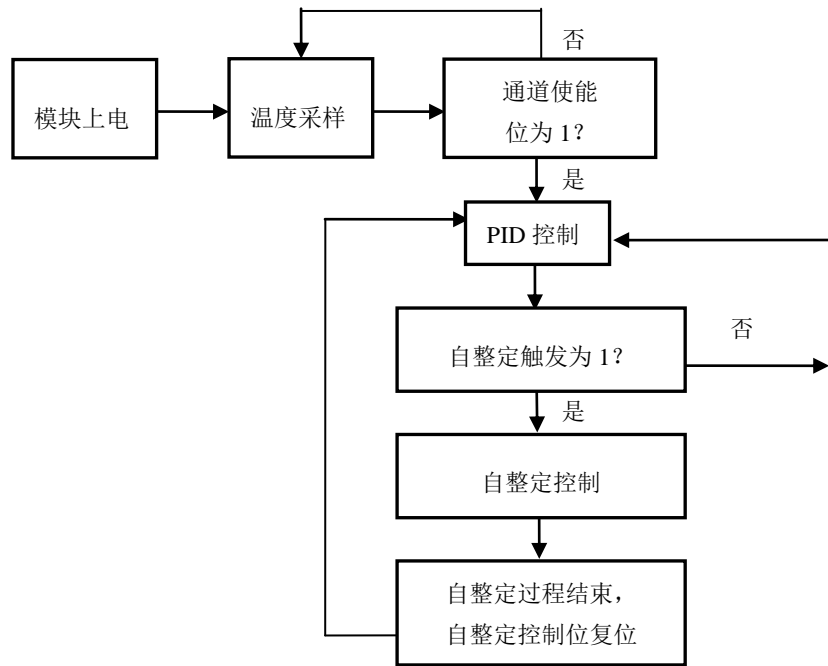 否
模块上电
温度采样
通道使能
位为 1?
是
PID 控制
自整定触发为 1?
否
是
自整定控制
自整定过程结束，
自整定控制位复位